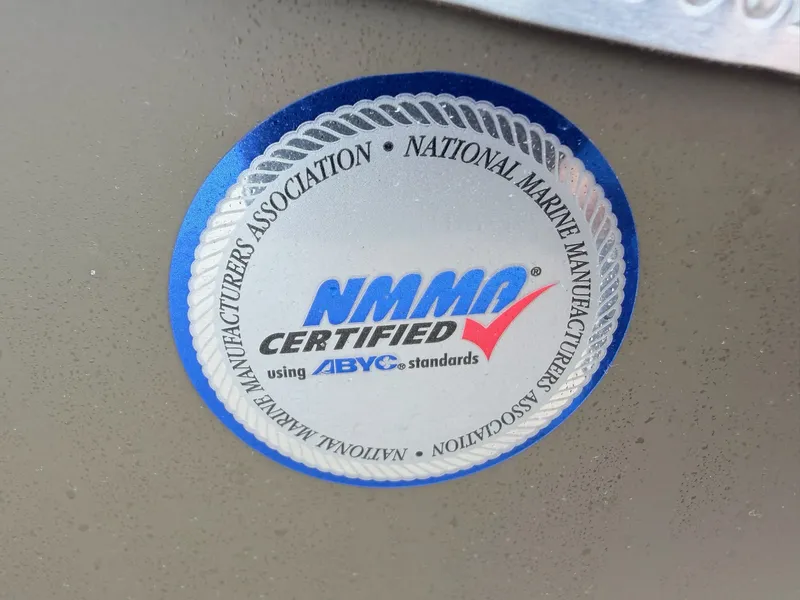 NATIONAL MARINE MANUFACTURERS ASSOCIATION •
NATIONAL MARINE MANUFACTURERS ASSOCIATION •
NMMA®
CERTIFIED
using ABYC® standards